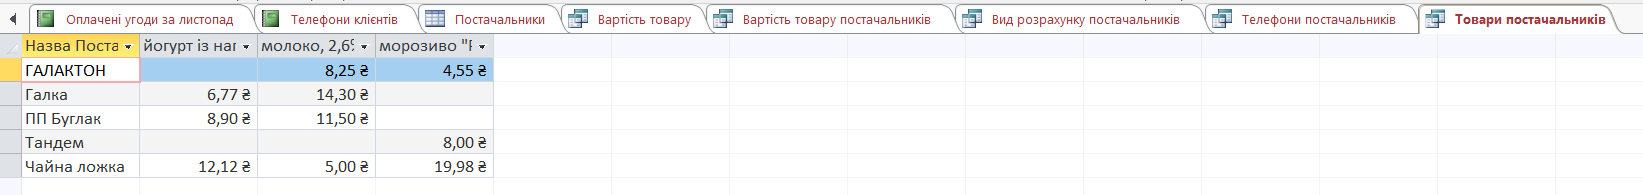 Оплачені угоди за листопад Телефони клієнтів Постачальники Вартість товару Вартість товару постачальників Вид розрахунку постачальників Телефони постачальників Товари постачальників
Назва Поста йогурт із наг молоко, 2,6% морозиво "Р
ГАЛАКТОН 8,25 ₴ 4,55 ₴
Галка 6,77 ₴ 14,30 ₴
ПП Буглак 8,90 ₴ 11,50 ₴
Тандем 8,00 ₴
Чайна ложка 12,12 ₴ 5,00 ₴ 19,98 ₴